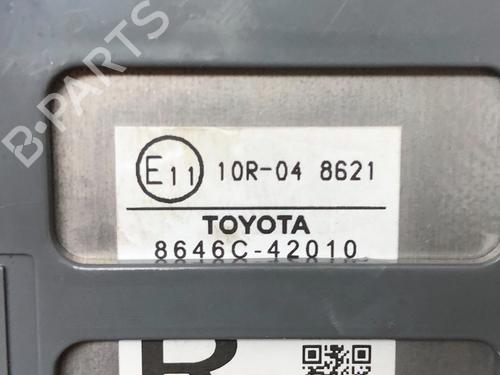 B-PARTS
E11 10R-04 8621
TOYOTA
8646C-42010
R